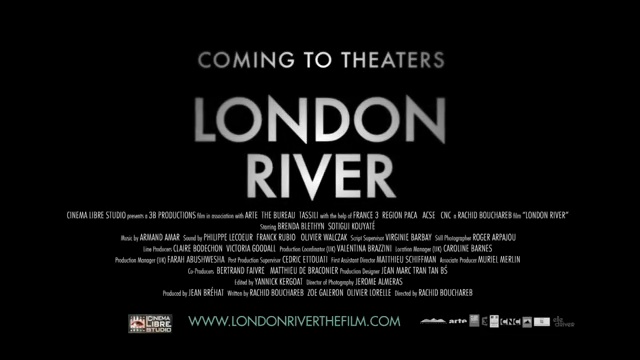 COMING TO THEATERS
LONDON
RIVER
CINEMA LIBRE STUDIO presents a 3B PRODUCTIONS film in association with ARTE THE BUREAU TASSILI with the help of FRANCE 3 REGION PACA ACSE CNC a RACHID BOUCHAREB film "LONDON RIVER"
Starring BRENDA BLETHYN SOTIGUI KOUYATÉ
Music by ARMAND AMAR Sound by PHILIPPE LECOEUR FRANCK RUBIO OLIVIER WALCZAK Script Supervisor VIRGINIE BARBAY Still Photographer ROGER ARPAJOU
Line Producers CLAIRE BODECHON VICTORIA GOODALL Production Coordinator (UK) VALENTINA BRAZZINI Location Manager (UK) CAROLINE BARNES
Production Manager (UK) FARAH ABUSHWESHA Post Production Supervisor CEDRIC ETTOUATI First Assistant Director MATTHIEU SCHIFFMAN Associate Producer MURIEL MERLIN
Co-Producers BERTRAND FAIVRE MATTHIEU DE BRACONIER Production Designer JEAN MARC TRAN TAN BŠ
Edited by YANNICK KERGOAT Director of Photography JEROME ALMERAS
Produced by JEAN BRÉHAT Written by RACHID BOUCHAREB ZOE GALERON OLIVIER LORELLE Directed by RACHID BOUCHAREB
CINEMA
LIBRE
STUDIO
WWW.LONDONRIVERTHEFILM.COM
arte
CNC